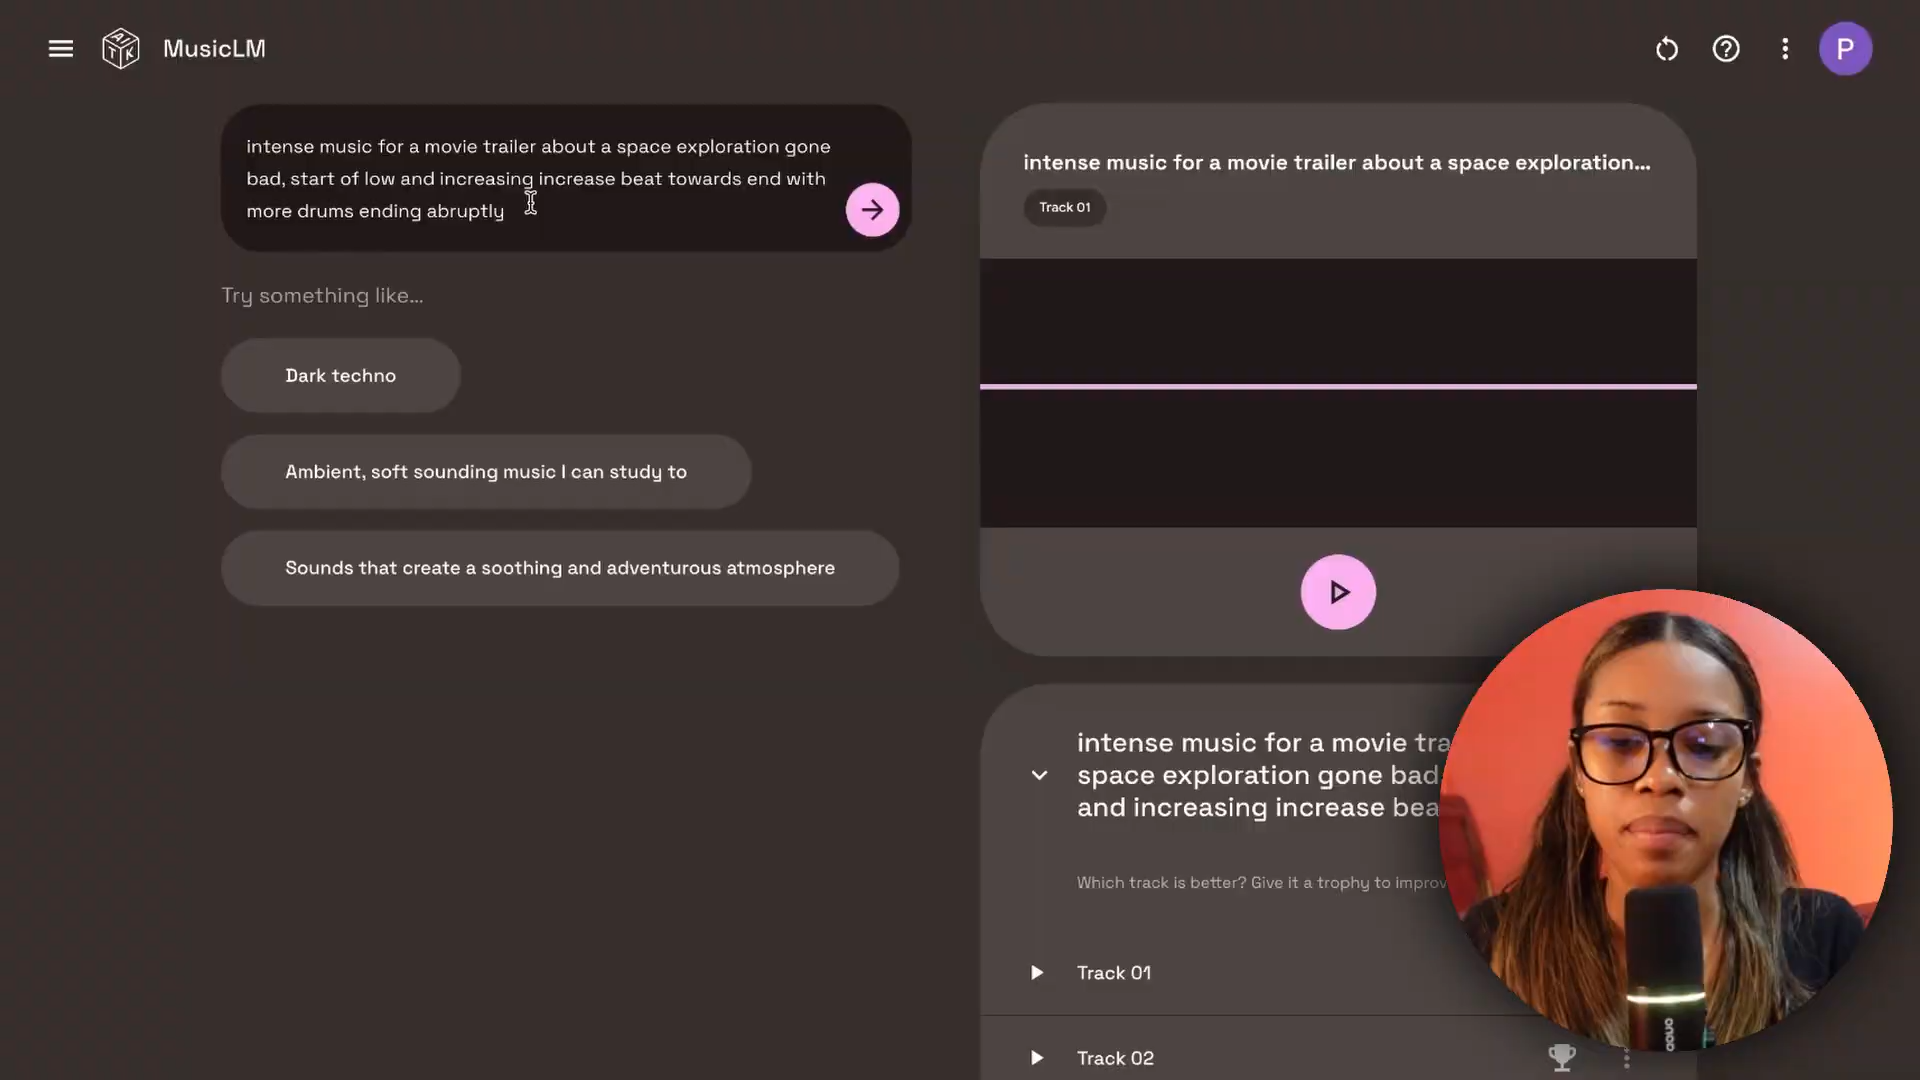 MusicLM
P
intense music for a movie trailer about a space exploration gone
bad, start of low and increasing increase beat towards end with
more drums ending abruptly
Try something like...
Dark techno
Ambient, soft sounding music I can study to
Sounds that create a soothing and adventurous atmosphere
intense music for a movie trailer about a space exploration...
Track 01
intense music for a movie tra
space exploration gone bad
and increasing increase bea
Which track is better? Give it a trophy to improv
Track 01
Track 02